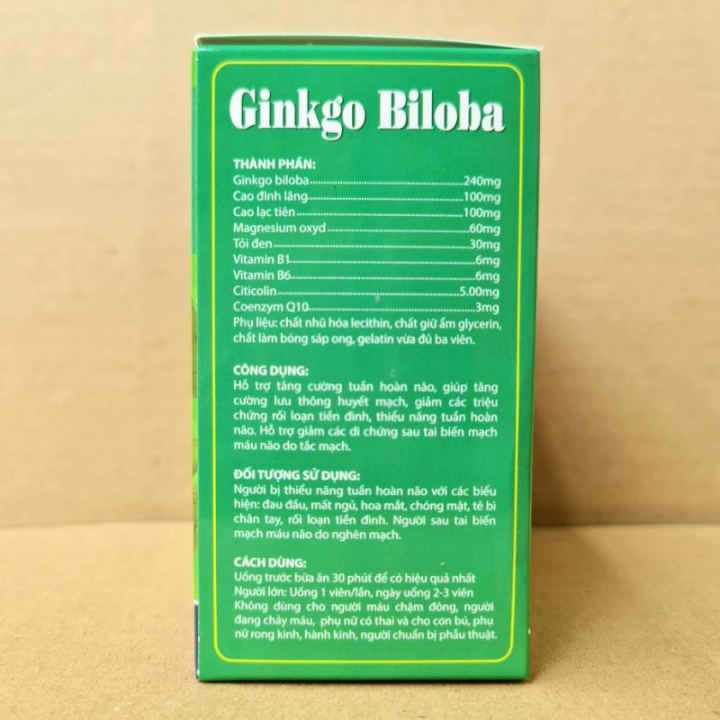 Ginkgo Biloba
THÀNH PHẦN:
Ginkgo biloba..........................................240mg
Cao đinh lăng..........................................100mg
Cao lạc tiên.............................................100mg
Magnesium oxyd.....................................60mg
Tỏi đen.....................................................30mg
Vitamin B1.................................................6mg
Vitamin B6.................................................6mg
Citicolin................................................5.00mg
Coenzym Q10............................................3mg
Phụ liệu: chất nhũ hóa lecithin, chất giữ ẩm glycerin,
chất làm bóng sáp ong, gelatin vừa đủ ba viên.
CÔNG DỤNG:
Hỗ trợ tăng cường tuần hoàn não, giúp tăng
cường lưu thông huyết mạch, giảm các triệu
chứng rối loạn tiền đình, thiểu năng tuần hoàn
não. Hỗ trợ giảm các di chứng sau tai biến mạch
máu não do tắc mạch.
ĐỐI TƯỢNG SỬ DỤNG:
Người bị thiểu năng tuần hoàn não với các biểu
hiện: đau đầu, mất ngủ, hoa mắt, chóng mặt, tê bì
chân tay, rối loạn tiền đình. Người sau tai biến
mạch máu não do nghẽn mạch.
CÁCH DÙNG:
Uống trước bữa ăn 30 phút để có hiệu quả nhất
Người lớn: Uống 1 viên/lần, ngày uống 2-3 viên
Không dùng cho người máu chậm đông, người
đang chảy máu, phụ nữ có thai và cho con bú, phụ
nữ rong kinh, hành kinh, người chuẩn bị phẫu thuật.